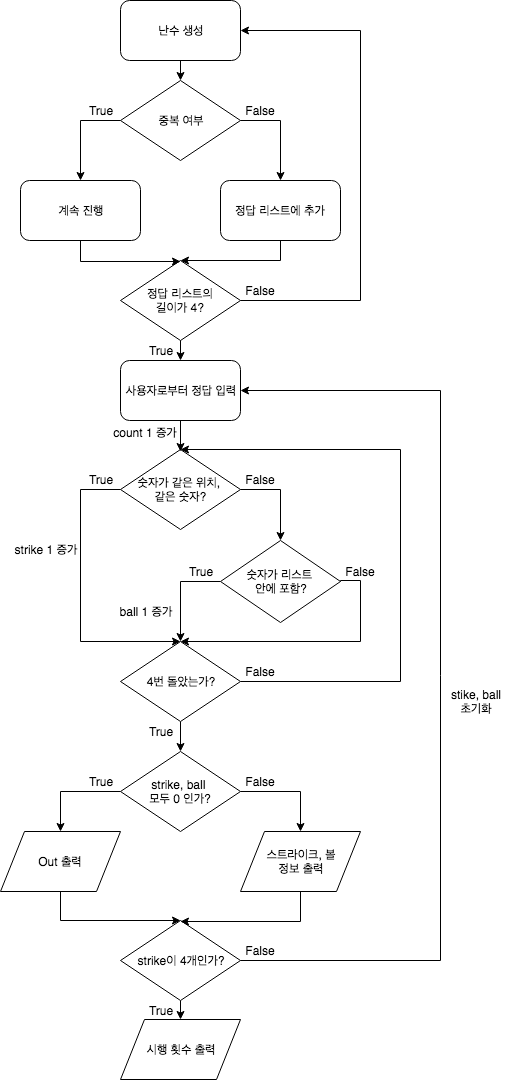 난수 생성
True
False
중복 여부
계속 진행
정답 리스트에 추가
정답 리스트의
길이가 4?
False
True
사용자로부터 정답 입력
count 1 증가
True
False
숫자가 같은 위치,
같은 숫자?
strike 1 증가
True
False
숫자가 리스트
안에 포함?
ball 1 증가
4번 돌았는가?
False
stike, ball
초기화
True
True
False
strike, ball
모두 0 인가?
Out 출력
스트라이크, 볼
정보 출력
strike이 4개인가?
False
True
시행 횟수 출력